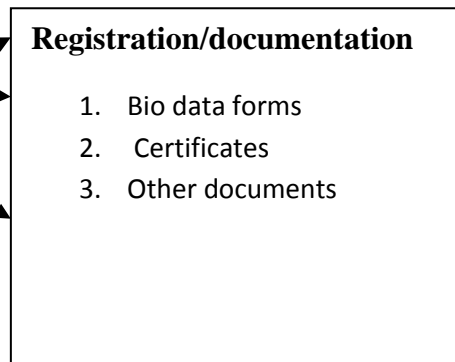 Registration/documentation
1. Bio data forms
2. Certificates
3. Other documents